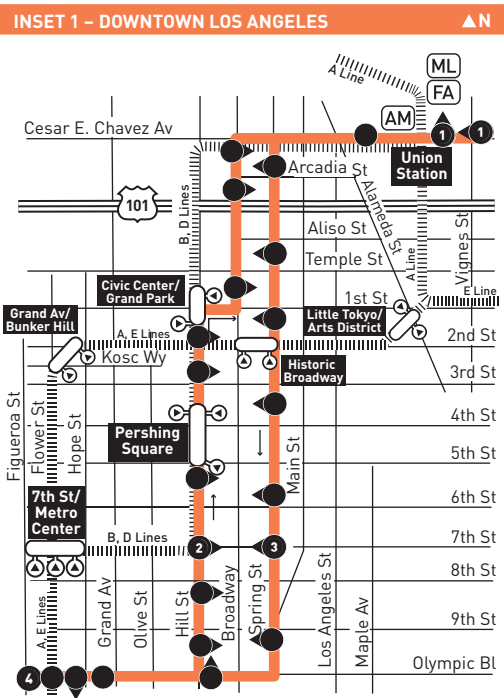 INSET 1 – DOWNTOWN LOS ANGELES
N
A Line
ML
FA
AM
Cesar E. Chavez Av
1
1
Union
Station
Arcadia St
101
B, D Lines
Alameda St
Aliso St
Temple St
A Line
Vignes St
Civic Center/
Grand Park
E Line
1st St
Grand Av/
Bunker Hill
Little Tokyo/
Arts District
A, E Lines
2nd St
Kosc Wy
Historic
Broadway
3rd St
4th St
Pershing
Square
5th St
Figueroa St
Flower St
Hope St
Main St
7th St/
Metro
Center
6th St
B, D Lines
2
3
7th St
8th St
A, E Lines
Grand Av
Olive St
Hill St
Broadway
Spring St
Los Angeles St
Maple Av
9th St
4
Olympic Bl